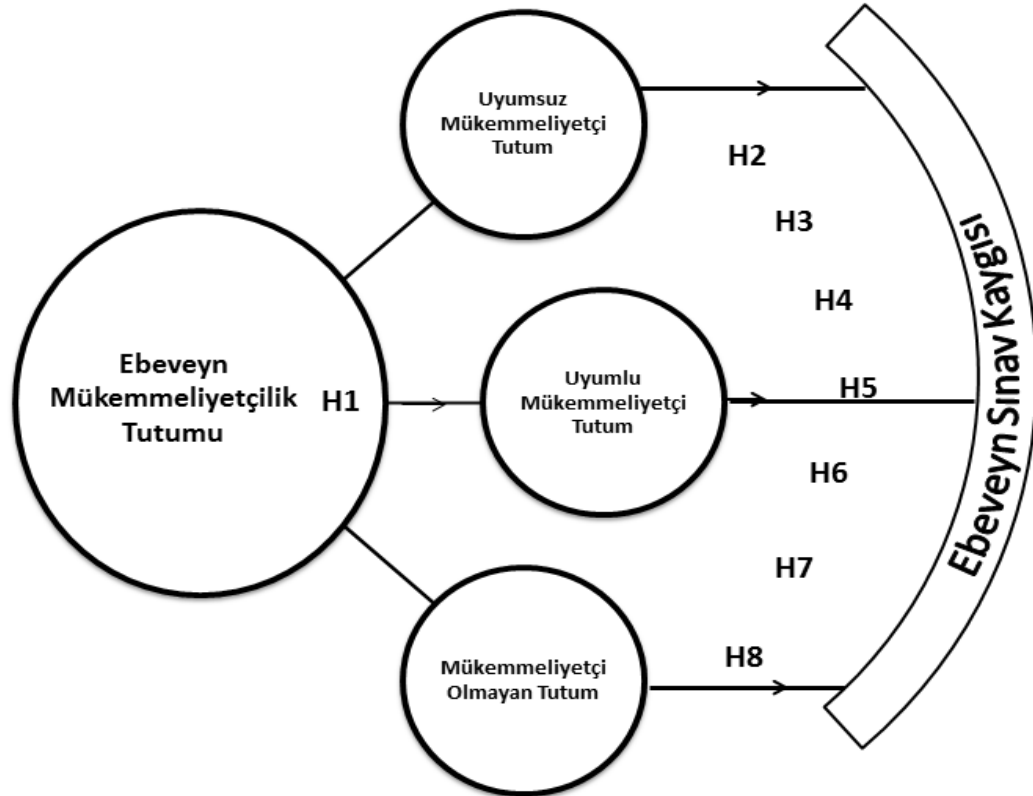 Uyumsuz
Mükemmeliyetçi
Tutum
H2
H3
H4
Ebeveyn
Mükemmeliyetçilik
Tutumu
H1
Uyumlu
Mükemmeliyetçi
Tutum
H5
H6
H7
Mükemmeliyetçi
Olmayan Tutum
H8
Ebeveyn Sınav Kaygısı